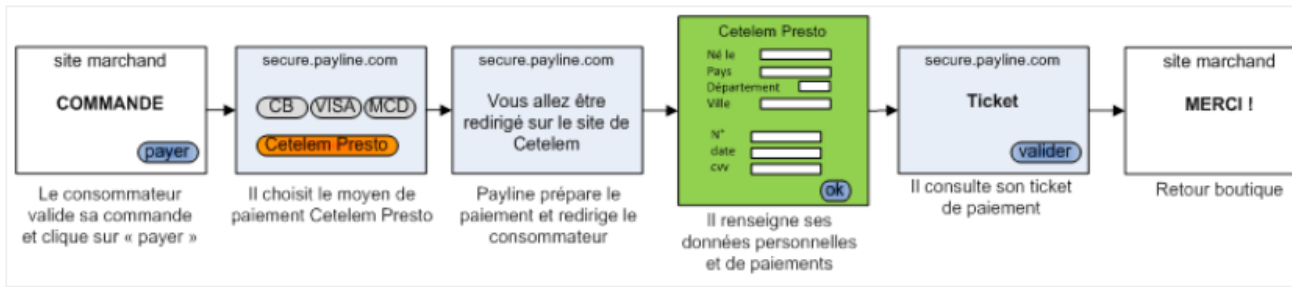 site marchand
COMMANDE
payer
Le consommateur
valide sa commande
et clique sur « payer »
secure.payline.com
CB VISA MCD
Cetelem Presto
Il choisit le moyen de
paiement Cetelem Presto
secure.payline.com
Vous allez être
redirigé sur le site de
Cetelem
Payline prépare le
paiement et redirige le
consommateur
Cetelem Presto
Né le
Pays
Département
Ville
N°
date
cvv
ok
Il renseigne ses
données personnelles
et de paiements
secure.payline.com
Ticket
valider
Il consulte son ticket
de paiement
site marchand
MERCI !
Retour boutique